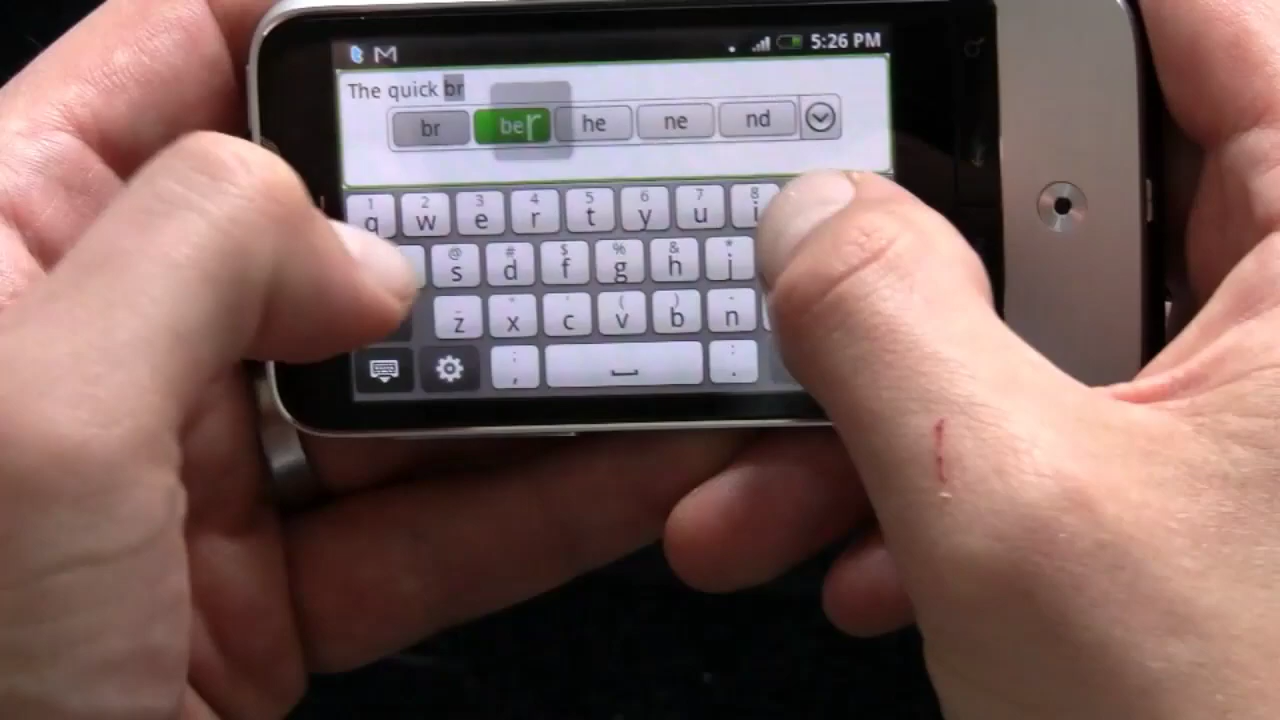 5:26 PM
The quick br
br be r he ne nd
1 2 3 4 5 6 7 8
q w e r t y u i
@ # $ % & *
s d f g h j
( ) -
z x c v b n
; :
, .